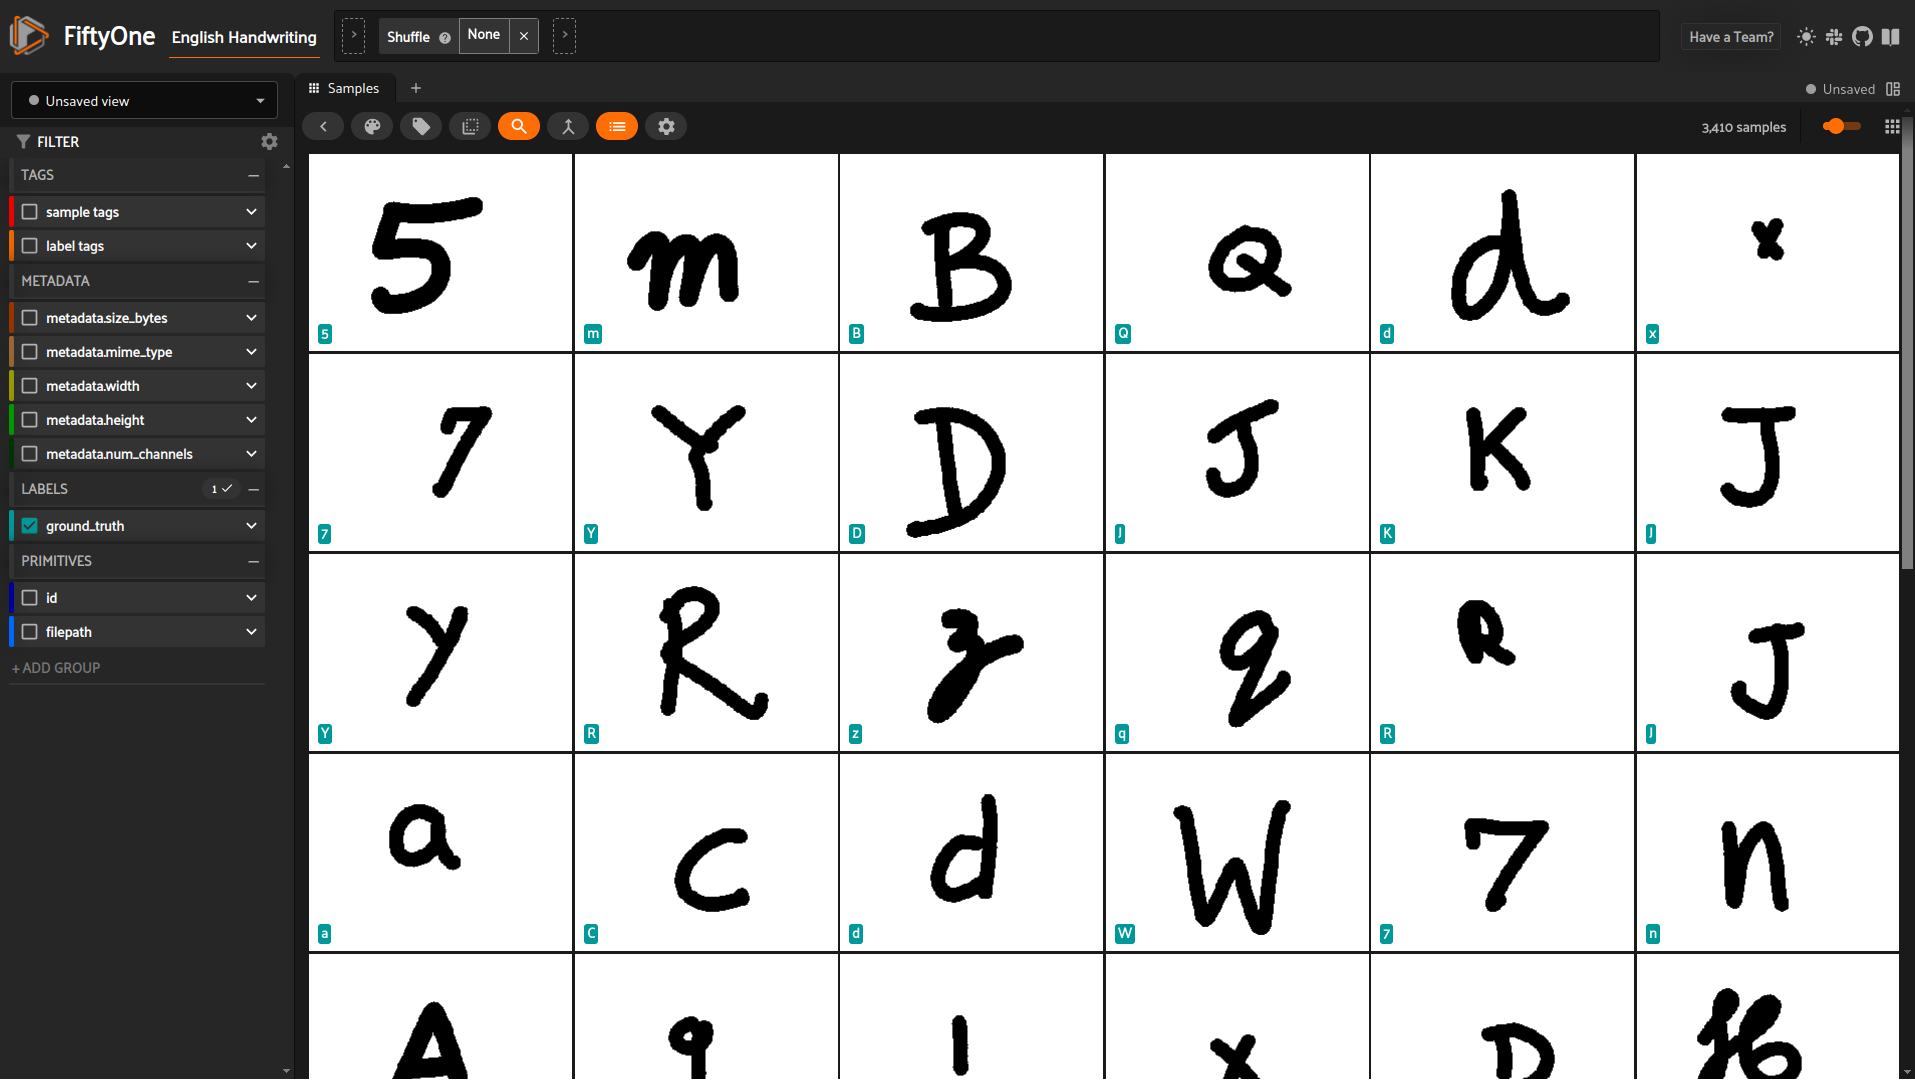 FiftyOne English Handwriting Shuffle None Have a Team?
Unsaved view
Samples
Unsaved
FILTER
3,410 samples
TAGS
sample tags
label tags
METADATA
metadata.size_bytes
metadata.mime_type
metadata.width
metadata.height
metadata.num_channels
LABELS 1
ground_truth
PRIMITIVES
id
filepath
+ ADD GROUP
5 m B Q d x
5 m B Q d x
7 Y D J K J
7 Y D J K J
y R z q R J
Y R z q R J
a C d W 7 n
a C d W 7 n
A 9 1 x D H